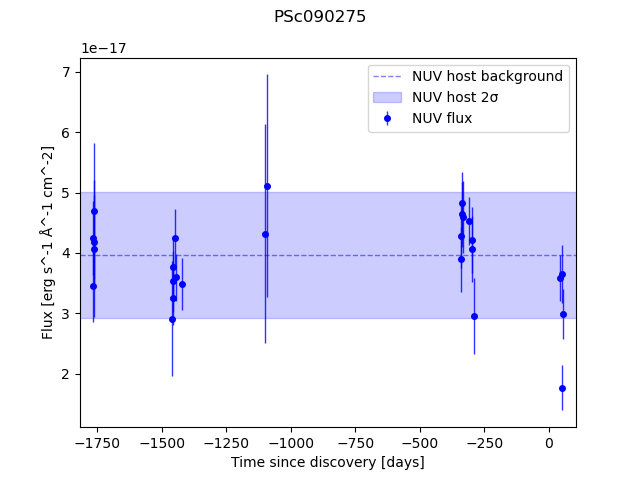 PSc090275
1e−17
NUV host background
NUV host 2σ
NUV flux
7
6
5
4
3
2
Flux [erg s^-1 Å^-1 cm^-2]
−1750 −1500 −1250 −1000 −750 −500 −250 0
Time since discovery [days]